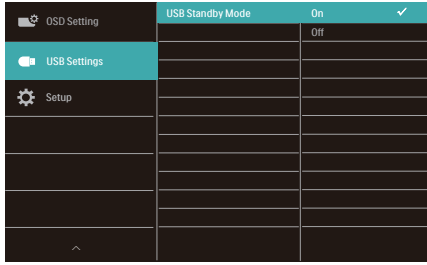 OSD Setting
USB Settings
Setup
USB Standby Mode
On
Off